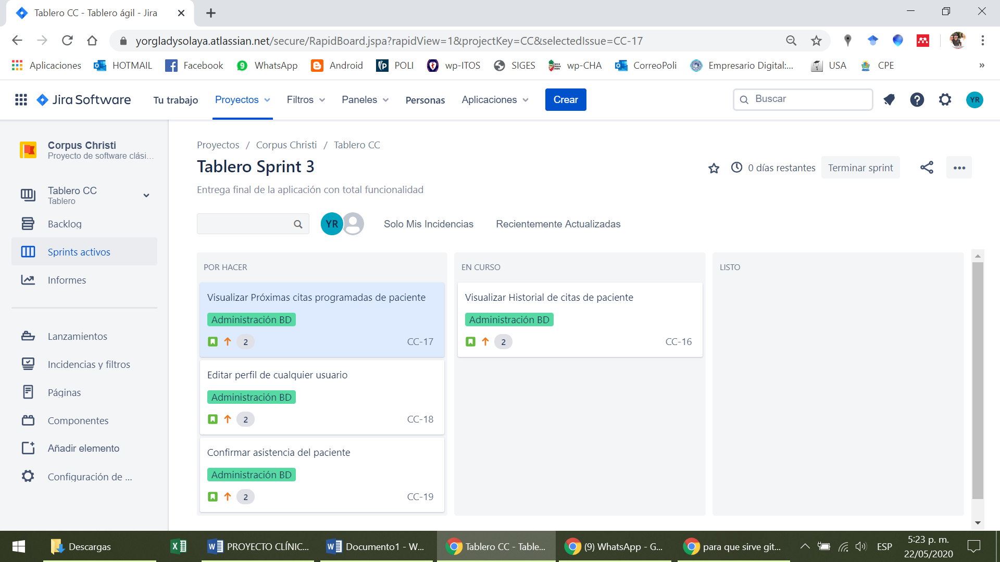 Tablero CC - Tablero ágil - Jira
yorgladysolaya.atlassian.net/secure/RapidBoard.jspa?rapidView=1&projectKey=CC&selectedIssue=CC-17
Aplicaciones HOTMAIL Facebook 9 WhatsApp Android POLI wp-ITOS SIGES wp-CHA CorreoPoli Empresario Digital:... USA CPE »
Jira Software Tu trabajo Proyectos Filtros Paneles Personas Aplicaciones Crear Buscar YR
Corpus Christi
Proyecto de software clási...
Tablero CC
Tablero
Backlog
Sprints activos
Informes
Lanzamientos
Incidencias y filtros
Páginas
Componentes
Añadir elemento
Configuración de ...
Proyectos / Corpus Christi / Tablero CC
Tablero Sprint 3
0 días restantes Terminar sprint
Entrega final de la aplicación con total funcionalidad
YR Solo Mis Incidencias Recientemente Actualizadas
POR HACER
Visualizar Próximas citas programadas de paciente
Administración BD
2 CC-17
Editar perfil de cualquier usuario
Administración BD
2 CC-18
Confirmar asistencia del paciente
Administración BD
2 CC-19
EN CURSO
Visualizar Historial de citas de paciente
Administración BD
2 CC-16
LISTO
Descargas PROYECTO CLÍNIC... Documento1 - W... Tablero CC - Table... (9) WhatsApp - G... para que sirve git... ESP
5:23 p. m.
22/05/2020